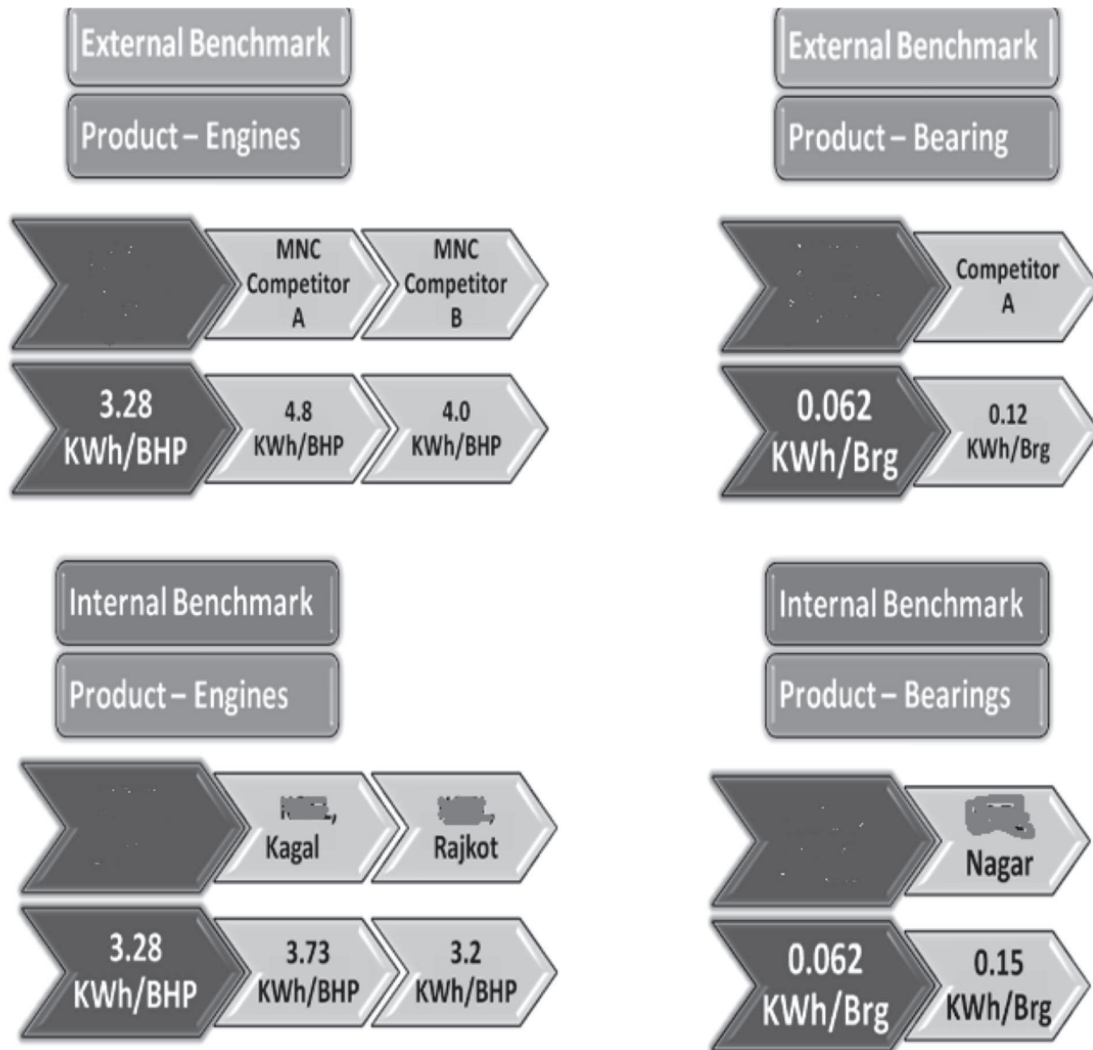 External Benchmark
Product – Engines
MNC
Competitor
A
MNC
Competitor
B
3.28
KWh/BHP
4.8
KWh/BHP
4.0
KWh/BHP
External Benchmark
Product – Bearing
Competitor
A
0.062
KWh/Brg
0.12
KWh/Brg
Internal Benchmark
Product – Engines
Kagal
Rajkot
3.28
KWh/BHP
3.73
KWh/BHP
3.2
KWh/BHP
Internal Benchmark
Product – Bearings
Nagar
0.062
KWh/Brg
0.15
KWh/Brg